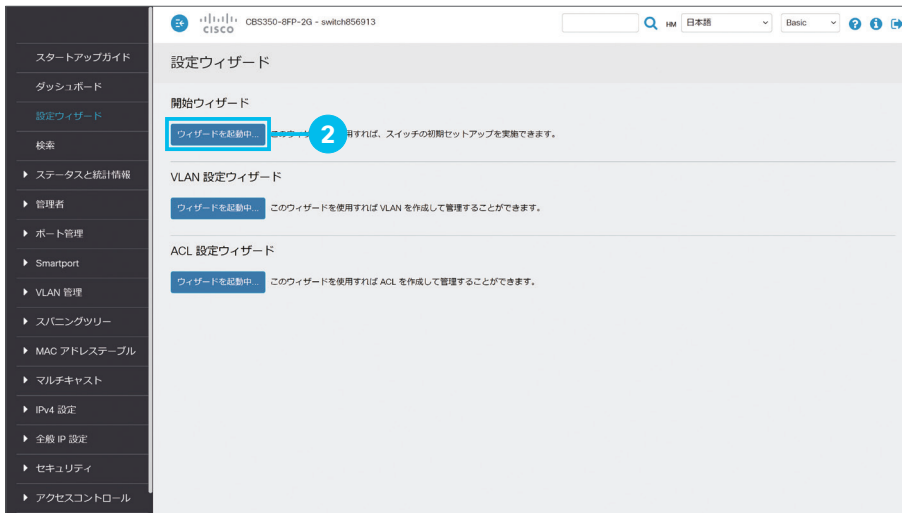 CISCO CBS350-8FP-2G - switch856913 HM 日本語 Basic
スタートアップガイド
ダッシュボード
設定ウィザード
検索
ステータスと統計情報
管理者
ポート管理
Smartport
VLAN 管理
スパニングツリー
MAC アドレステーブル
マルチキャスト
IPv4 設定
全般 IP 設定
セキュリティ
アクセスコントロール
設定ウィザード
開始ウィザード
ウィザードを起動中... 2 用すれば、スイッチの初期セットアップを実施できます。
VLAN 設定ウィザード
ウィザードを起動中... このウィザードを使用すれば VLAN を作成して管理することができます。
ACL 設定ウィザード
ウィザードを起動中... このウィザードを使用すれば ACL を作成して管理することができます。